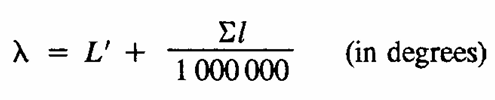 λ = L′ + Σl / 1 000 000 (in degrees)